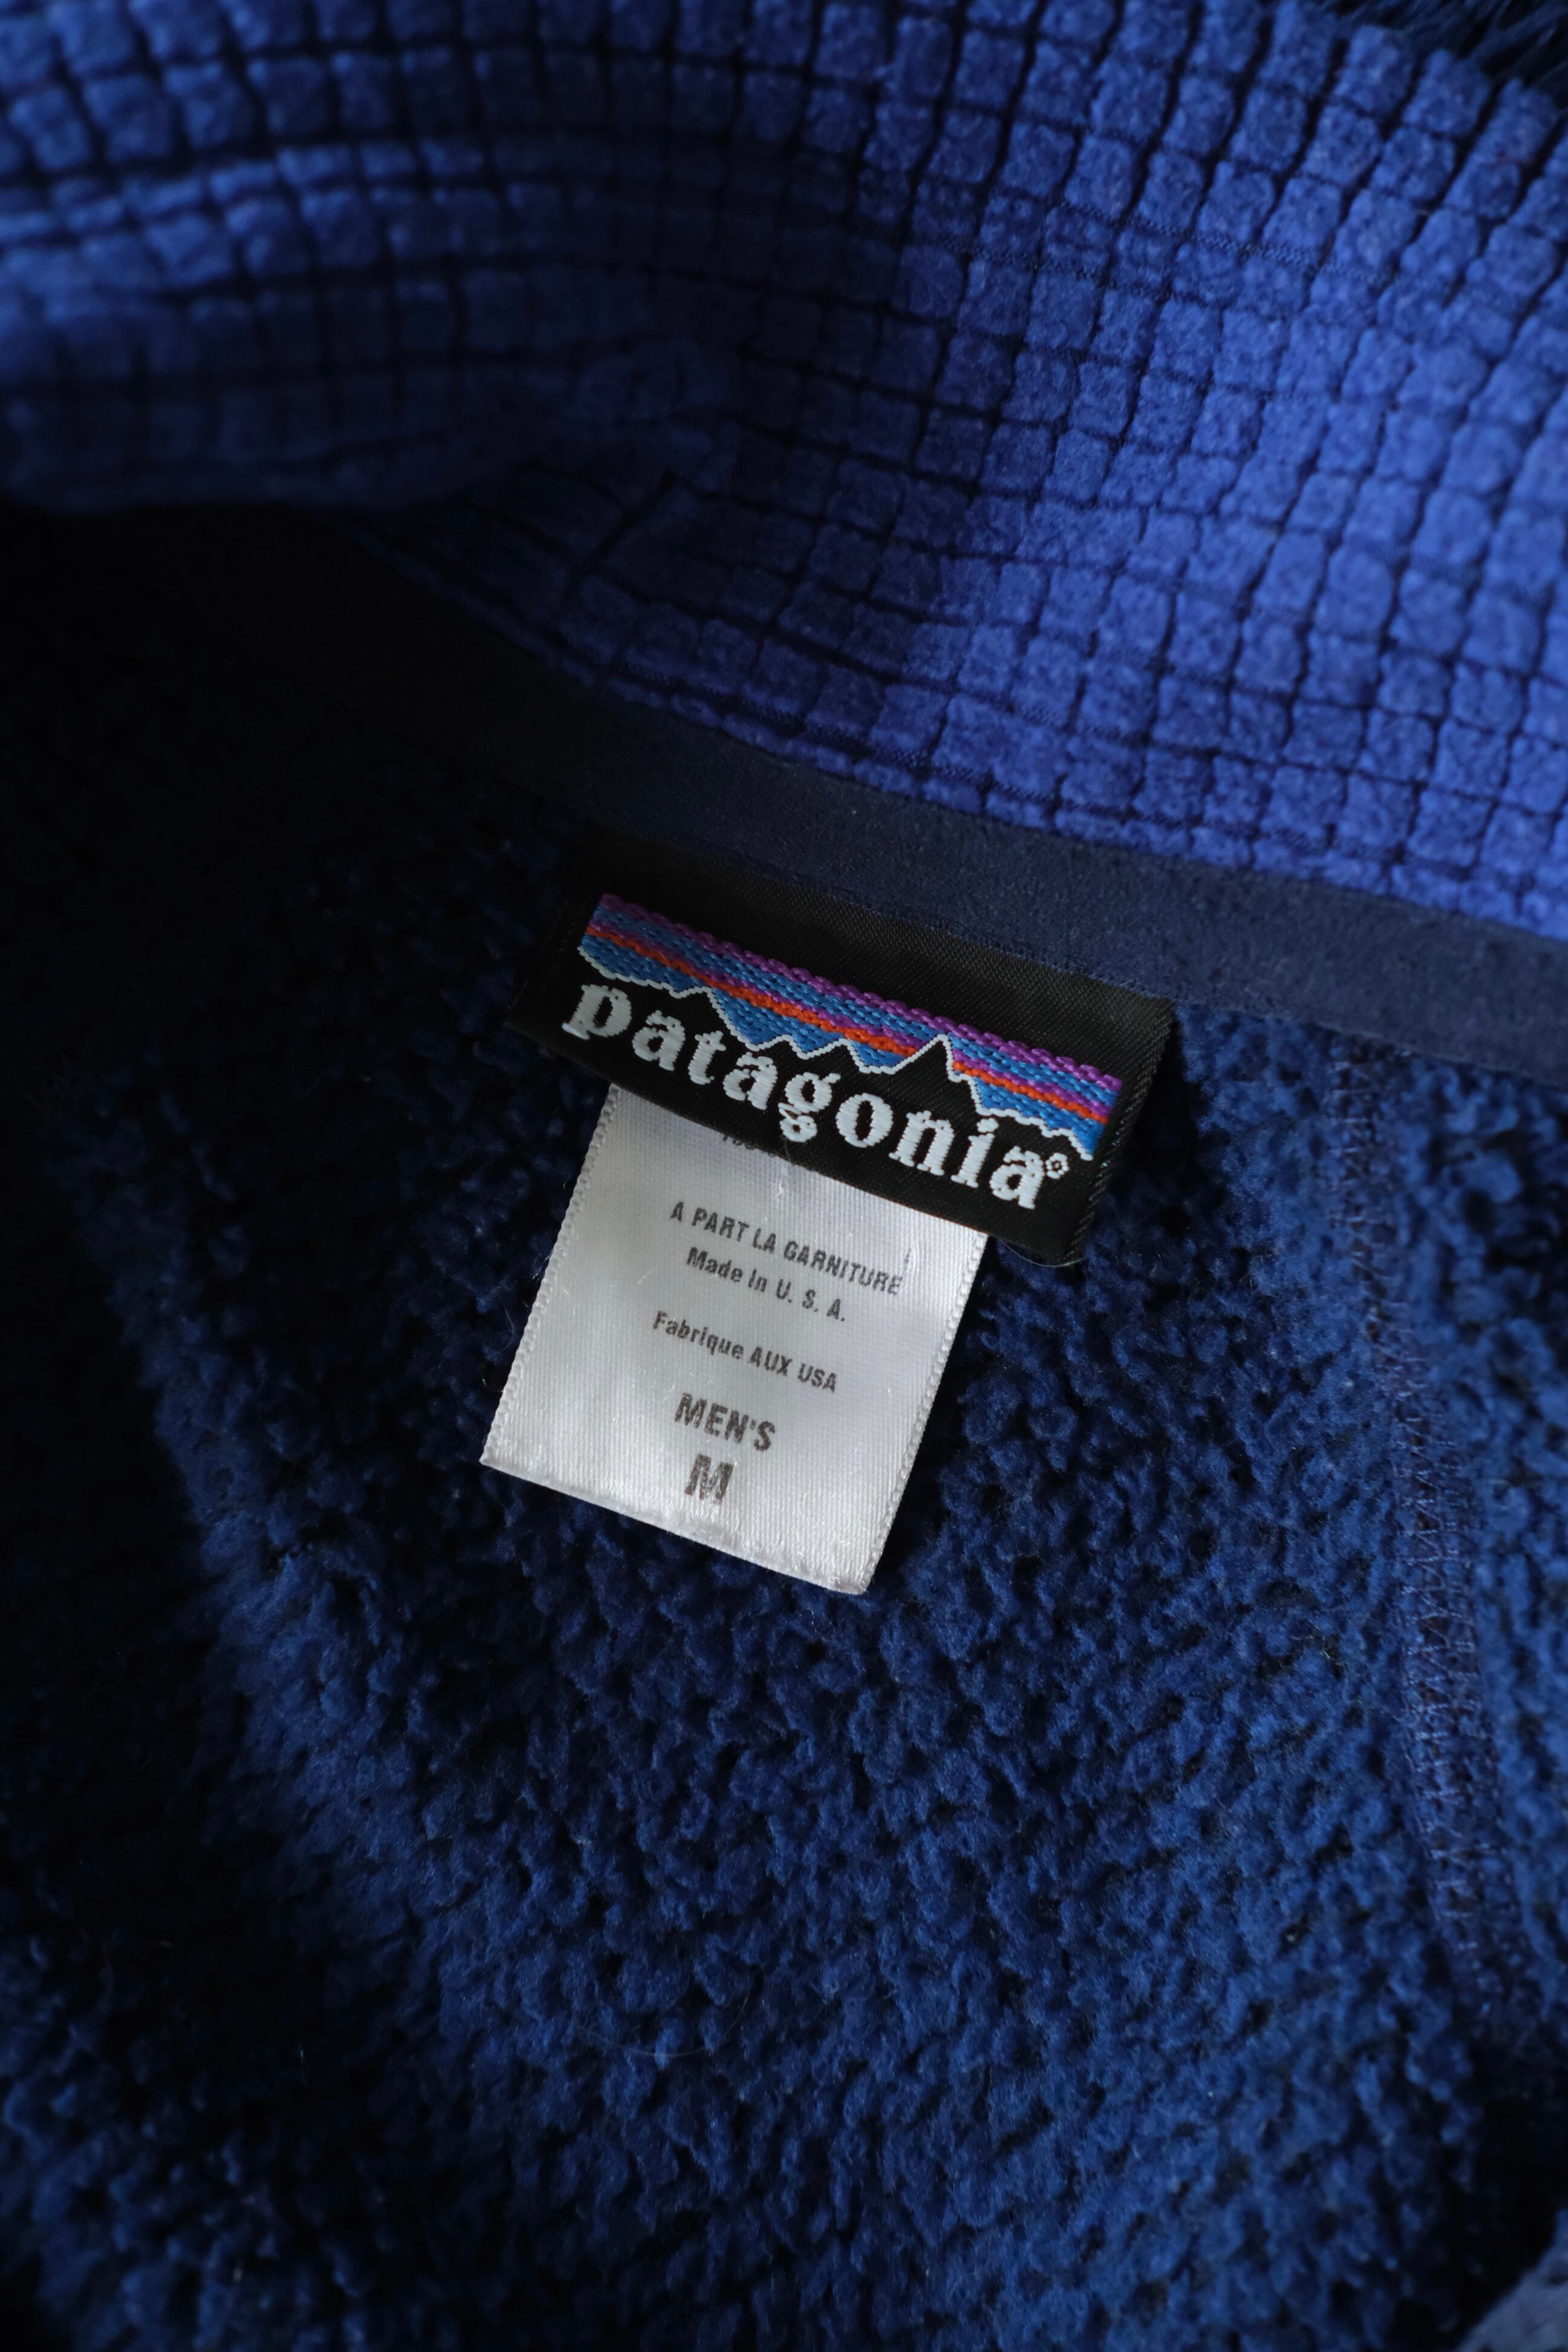 patagonia®
A PART LA GARNITURE
Made In U. S. A.
Fabrique AUX USA
MEN'S
M